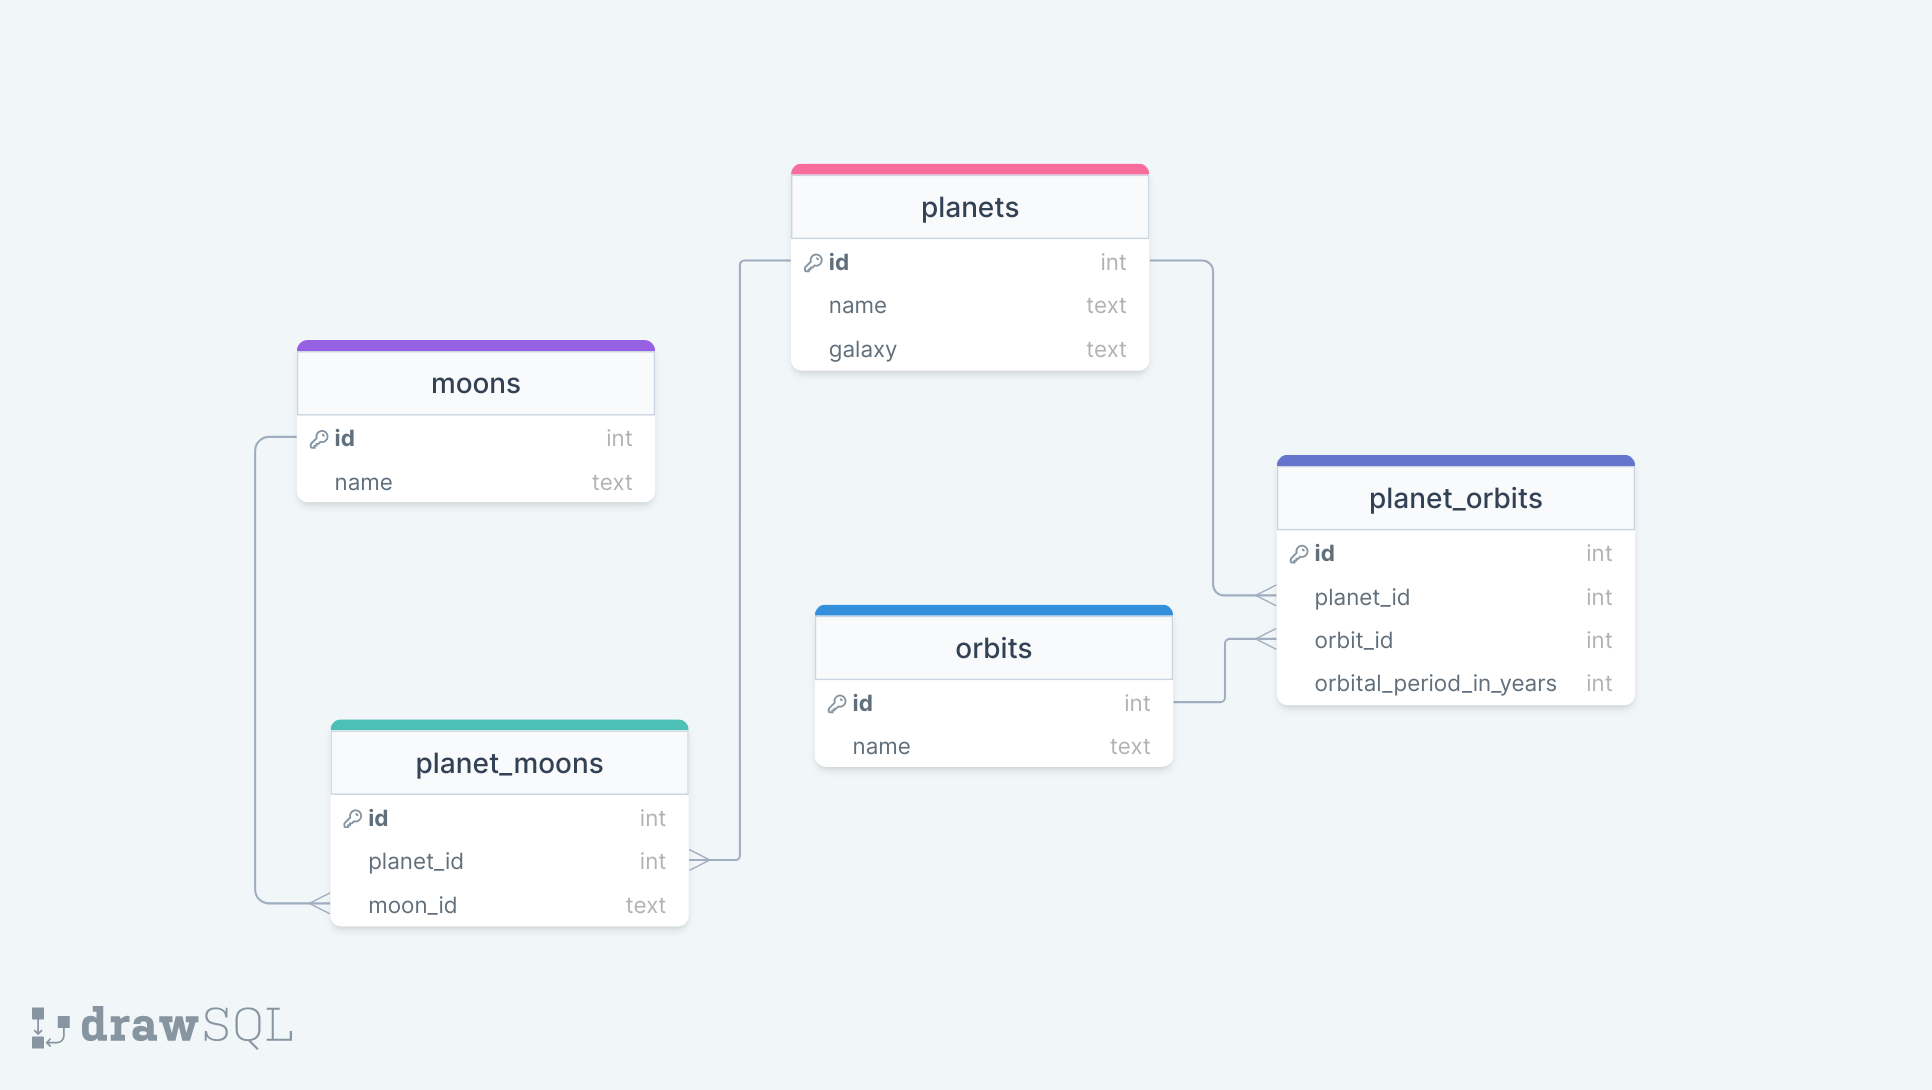 planets
id int
name text
galaxy text
moons
id int
name text
planet_orbits
id int
planet_id int
orbit_id int
orbital_period_in_years int
orbits
id int
name text
planet_moons
id int
planet_id int
moon_id text
drawSQL